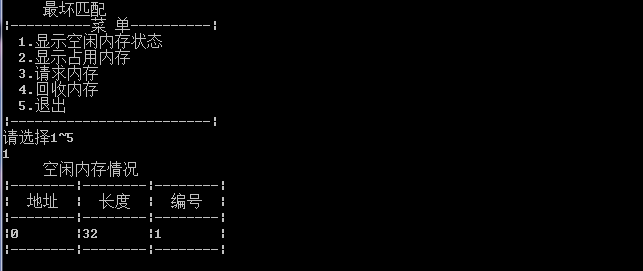 最坏匹配
¦----------菜 单----------¦
1.显示空闲内存状态
2.显示占用内存
3.请求内存
4.回收内存
5.退出
¦-------------------------¦
请选择1~5
1
空闲内存情况
¦--------¦--------¦--------¦
¦ 地址 ¦ 长度 ¦ 编号 ¦
¦--------¦--------¦--------¦
¦0 ¦32 ¦1 ¦
¦--------¦--------¦--------¦